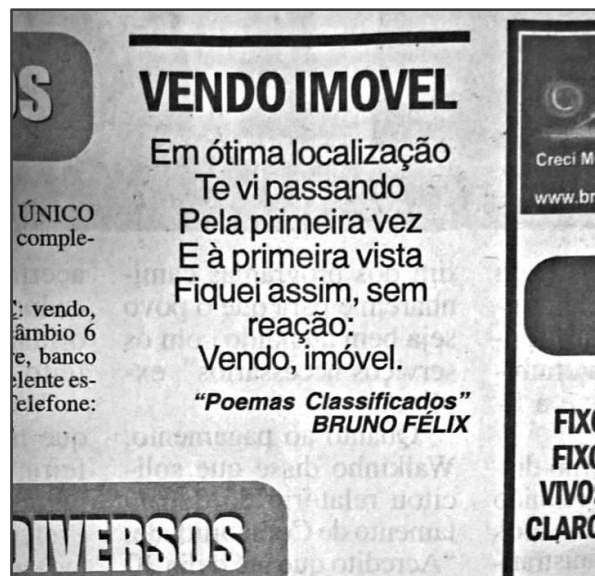 OS
ÚNICO
comple-
: vendo,
âmbio 6
re, banco
elente es-
Telefone:
VENDO IMOVEL
Em ótima localização
Te vi passando
Pela primeira vez
E à primeira vista
Fiquei assim, sem
reação:
Vendo, imóvel.
"Poemas Classificados"
BRUNO FÉLIX
DIVERSOS
Creci M
www.br
FIXO
FIXO
VIVO
CLARO